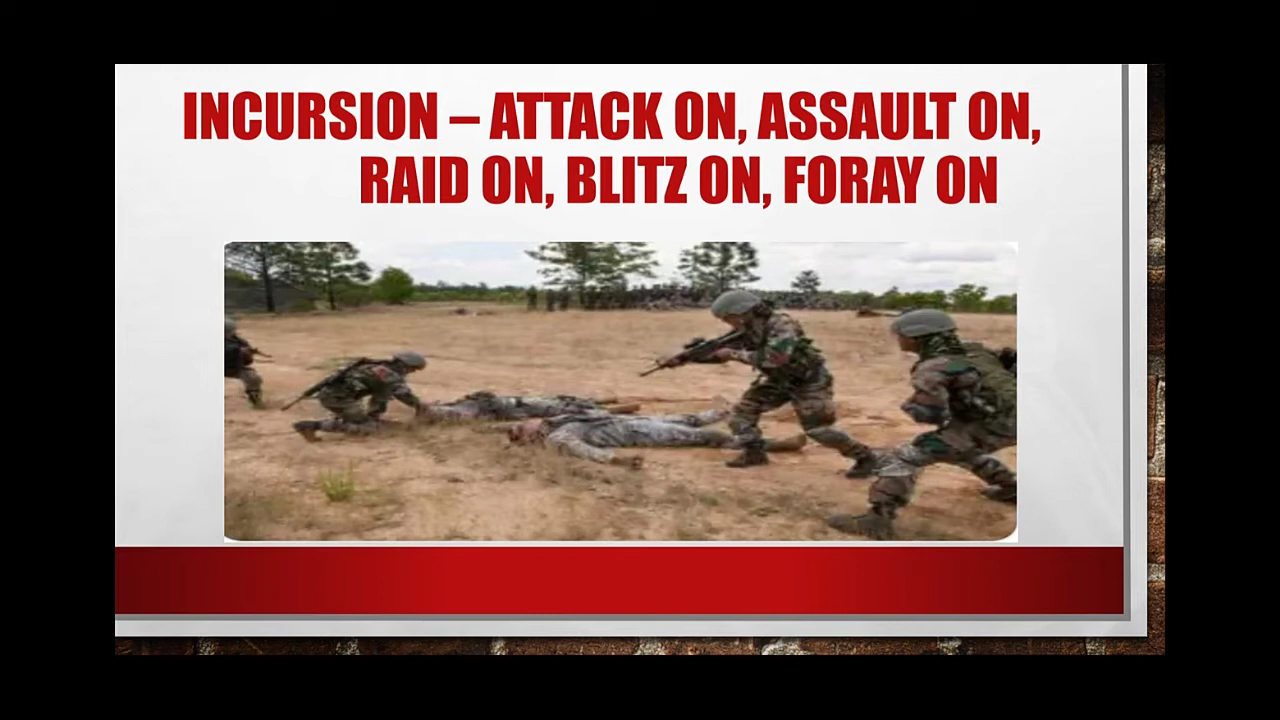 INCURSION – ATTACK ON, ASSAULT ON,
RAID ON, BLITZ ON, FORAY ON